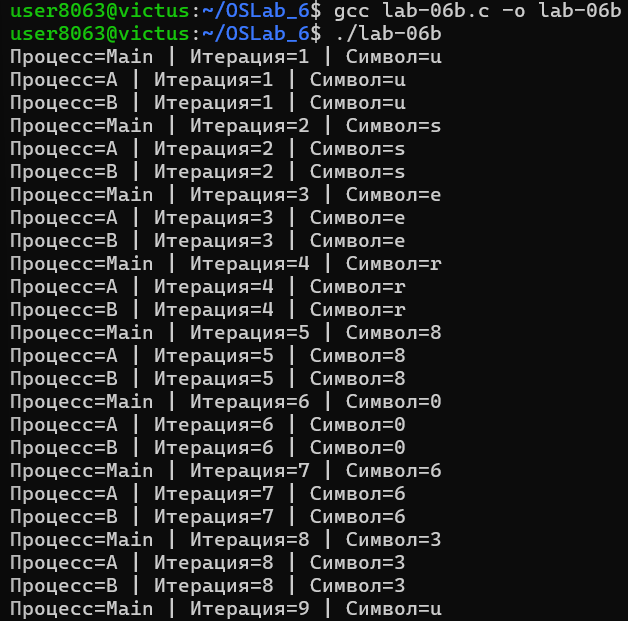 user8063@victus:~/OSLab_6$ gcc lab-06b.c -o lab-06b
user8063@victus:~/OSLab_6$ ./lab-06b
Процесс=Main | Итерация=1 | Символ=u
Процесс=A | Итерация=1 | Символ=u
Процесс=B | Итерация=1 | Символ=u
Процесс=Main | Итерация=2 | Символ=s
Процесс=A | Итерация=2 | Символ=s
Процесс=B | Итерация=2 | Символ=s
Процесс=Main | Итерация=3 | Символ=e
Процесс=A | Итерация=3 | Символ=e
Процесс=B | Итерация=3 | Символ=e
Процесс=Main | Итерация=4 | Символ=r
Процесс=A | Итерация=4 | Символ=r
Процесс=B | Итерация=4 | Символ=r
Процесс=Main | Итерация=5 | Символ=8
Процесс=A | Итерация=5 | Символ=8
Процесс=B | Итерация=5 | Символ=8
Процесс=Main | Итерация=6 | Символ=0
Процесс=A | Итерация=6 | Символ=0
Процесс=B | Итерация=6 | Символ=0
Процесс=Main | Итерация=7 | Символ=6
Процесс=A | Итерация=7 | Символ=6
Процесс=B | Итерация=7 | Символ=6
Процесс=Main | Итерация=8 | Символ=3
Процесс=A | Итерация=8 | Символ=3
Процесс=B | Итерация=8 | Символ=3
Процесс=Main | Итерация=9 | Символ=u